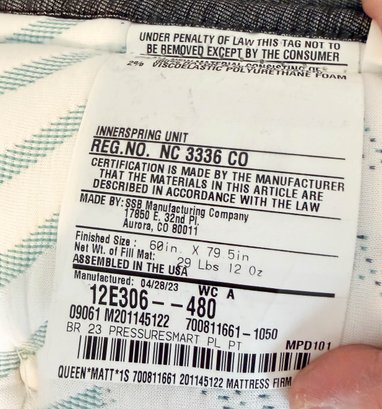 UNDER PENALTY OF LAW THIS TAG NOT TO
BE REMOVED EXCEPT BY THE CONSUMER
VISCOELASTIC POLYURETHANE FOAM
INNERSPRING UNIT
REG.NO. NC 3336 CO
CERTIFICATION IS MADE BY THE MANUFACTURER
THAT THE MATERIALS IN THIS ARTICLE ARE
DESCRIBED IN ACCORDANCE WITH THE LAW
MADE BY: SSB Manufacturing Company
17850 E. 32nd Pl
Aurora, CO 80011
Finished Size : 60in. X 79 5in
Net Wt. of Fill Mat: 29 Lbs 12 Oz
ASSEMBLED IN THE USA
Manufactured: 04/28/23 WC A
12E306--480
09061 M201145122 700811661-1050
BR 23 PRESSURESMART PL PT MPD101
QUEEN*MATT*1S 700811661 201145122 MATTRESS FIRM